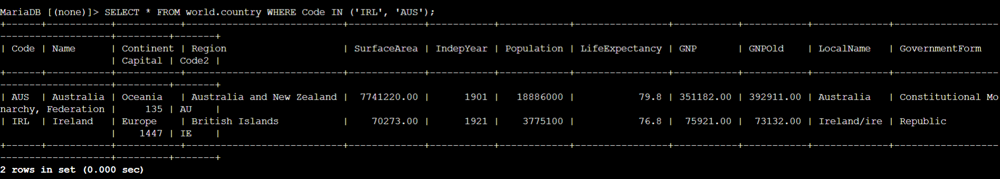 MariaDB [(none)]> SELECT * FROM world.country WHERE Code IN ('IRL', 'AUS');
+------+-----------+-----------+---------------------------+-------------+-----------+------------+----------------+-----------+-----------+------------+------------------
-------------------+---------+-------+
| Code | Name      | Continent | Region                    | SurfaceArea | IndepYear | Population | LifeExpectancy | GNP       | GNPOld    | LocalName  | GovernmentForm
                   | Capital | Code2 |
+------+-----------+-----------+---------------------------+-------------+-----------+------------+----------------+-----------+-----------+------------+------------------
-------------------+---------+-------+
| AUS  | Australia | Oceania   | Australia and New Zealand |  7741220.00 |      1901 |   18886000 |           79.8 | 351182.00 | 392911.00 | Australia  | Constitutional Mo
narchy, Federation |     135 | AU    |
| IRL  | Ireland   | Europe    | British Islands           |    70273.00 |      1921 |    3775100 |           76.8 |  75921.00 |  73132.00 | Ireland/ire | Republic
                   |    1447 | IE    |
+------+-----------+-----------+---------------------------+-------------+-----------+------------+----------------+-----------+-----------+------------+------------------
-------------------+---------+-------+
2 rows in set (0.000 sec)